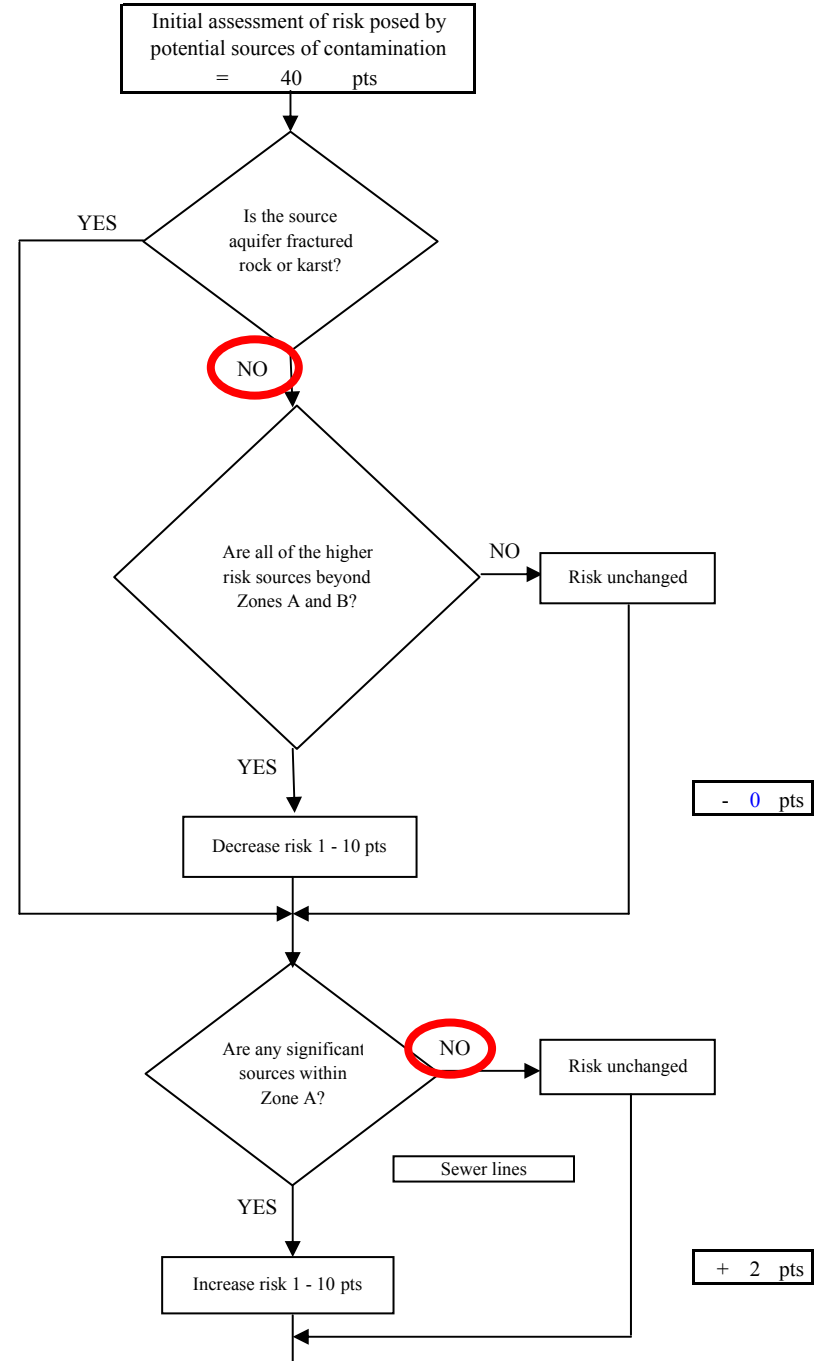 Initial assessment of risk posed by
potential sources of contamination
= 40 pts
YES
Is the source
aquifer fractured
rock or karst?
NO
Are all of the higher
risk sources beyond
Zones A and B?
NO
Risk unchanged
YES
- 0 pts
Decrease risk 1 - 10 pts
Are any significant
sources within
Zone A?
NO
Risk unchanged
Sewer lines
YES
+ 2 pts
Increase risk 1 - 10 pts